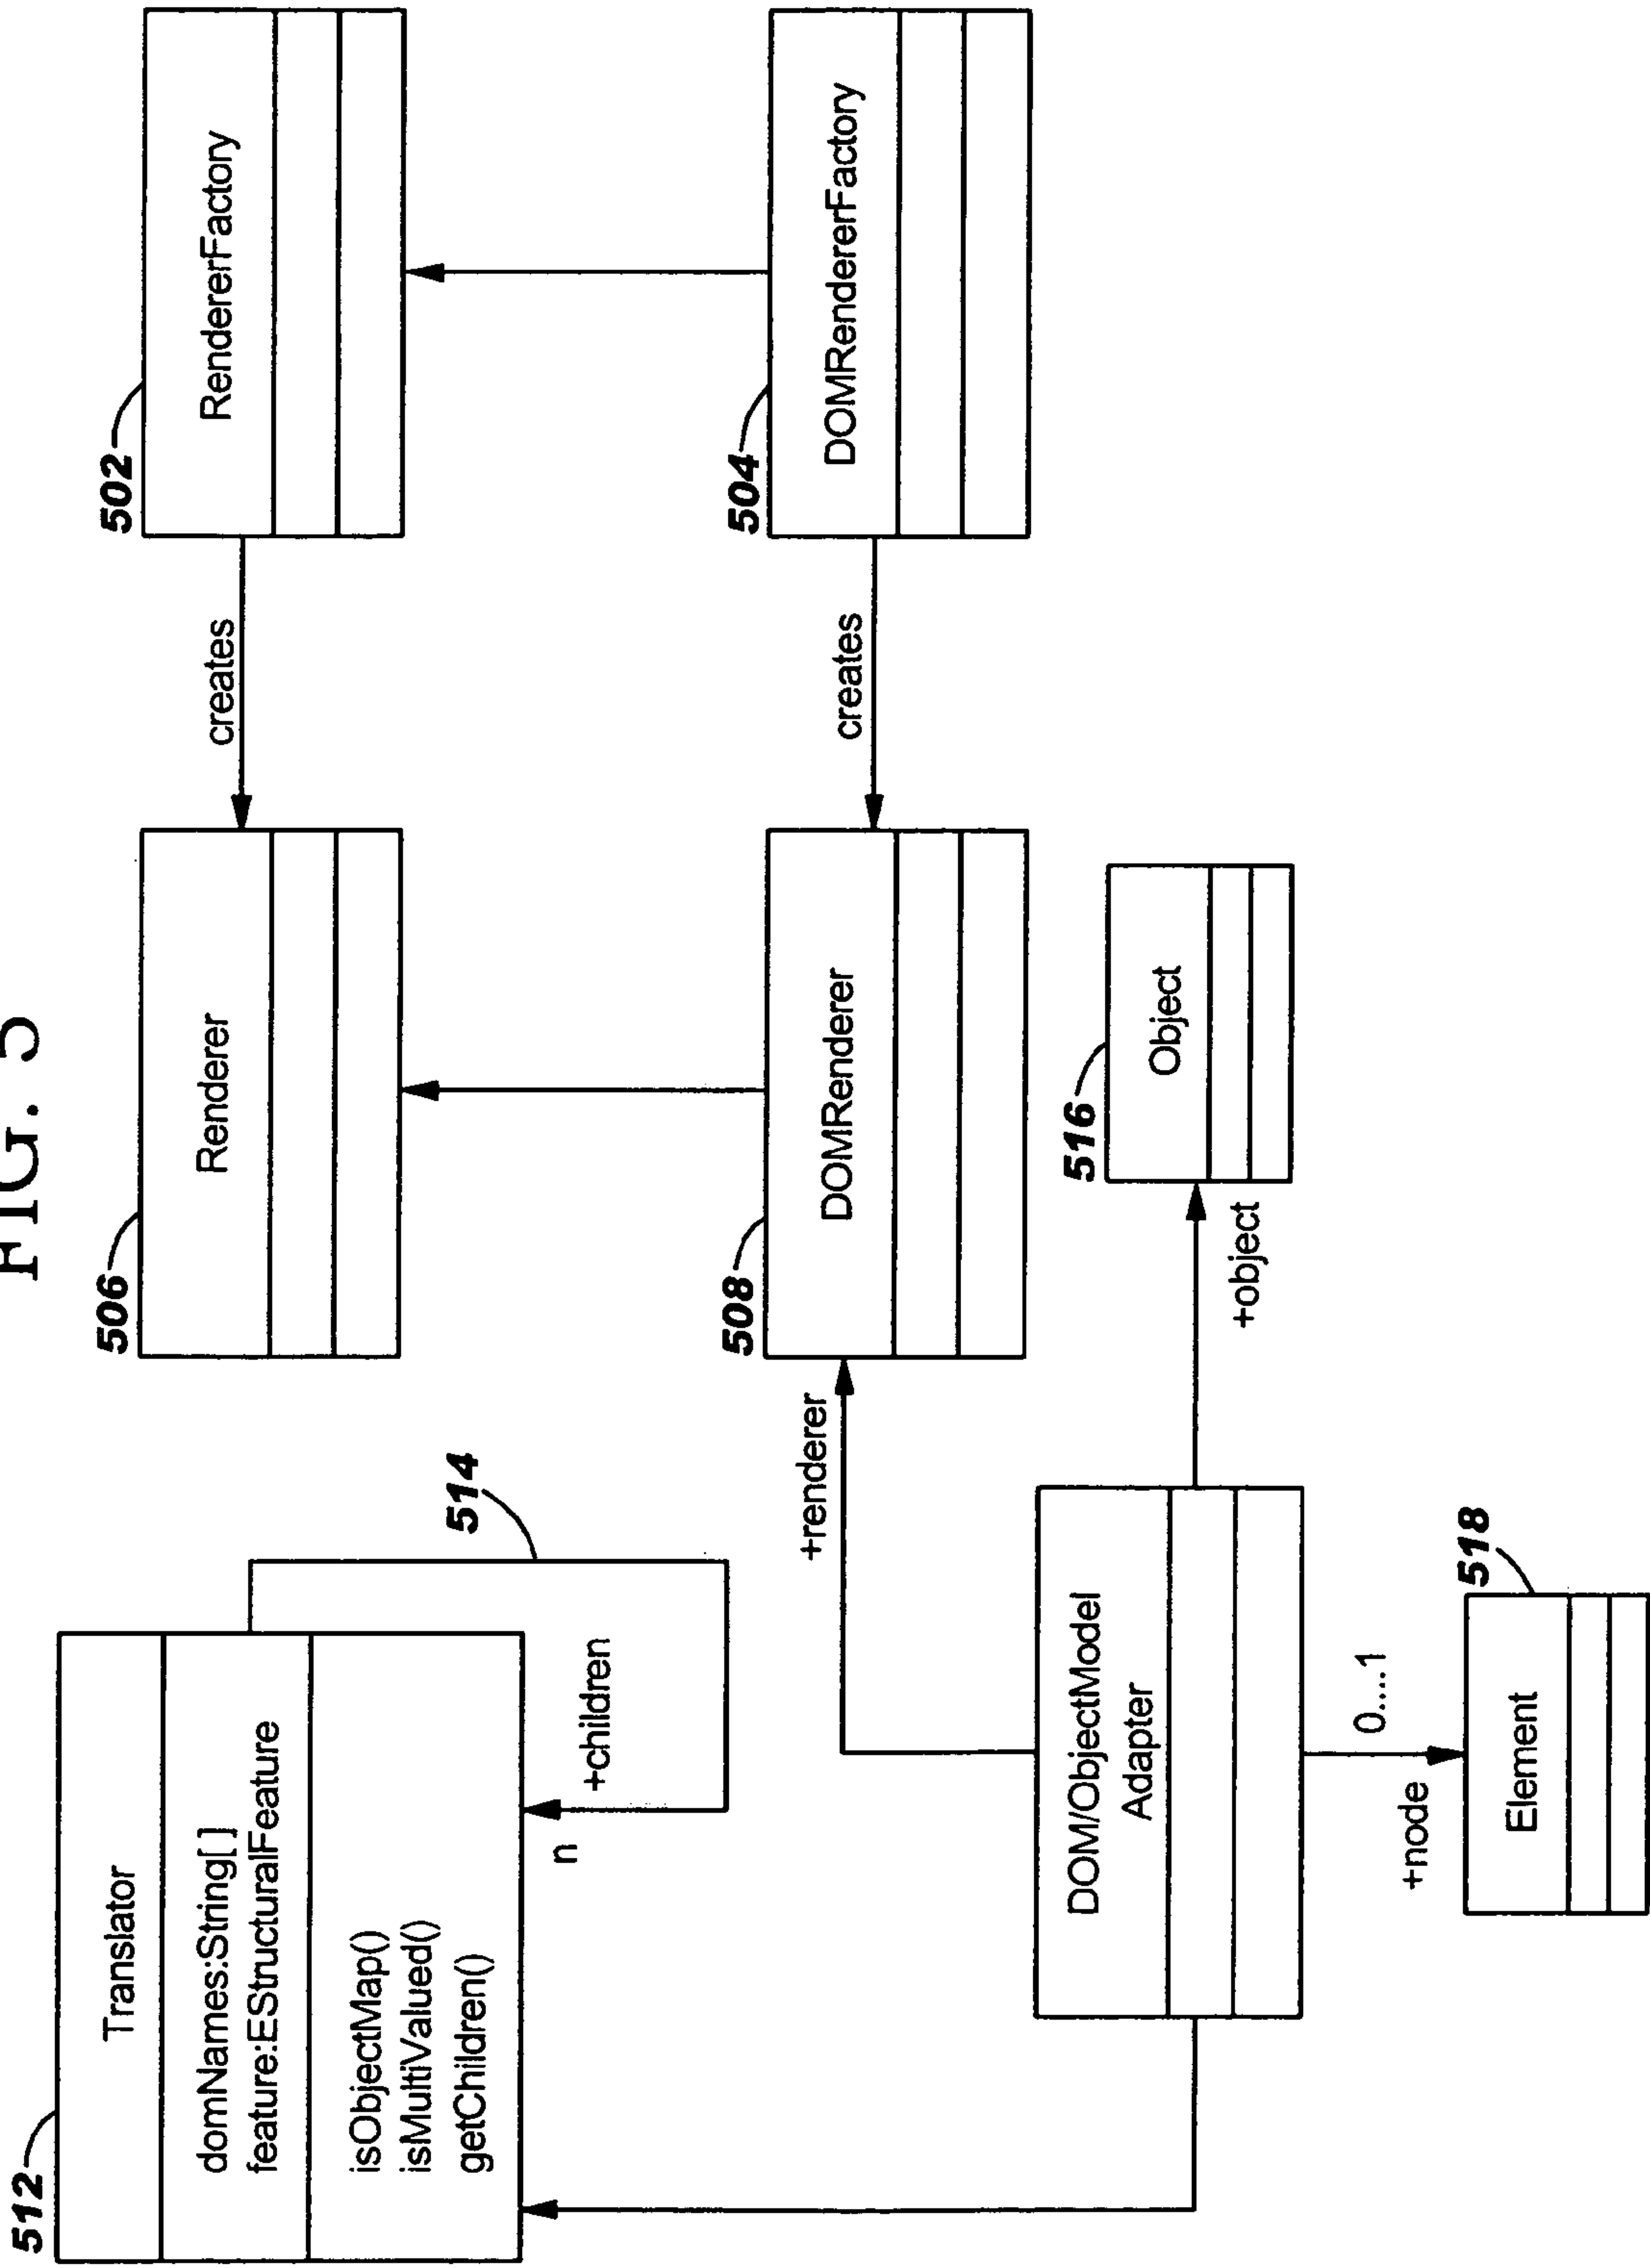 FIG. 5
512
Translator
domNames:String[ ]
feature:EStructuralFeature
isObjectMap()
isMultiValued()
getChildren()
514
+children
n
506
Renderer
creates
502
RendererFactory
508
DOMRenderer
creates
504
DOMRendererFactory
+renderer
DOM/ObjectModel
Adapter
+object
516
Object
+node
0...1
518
Element